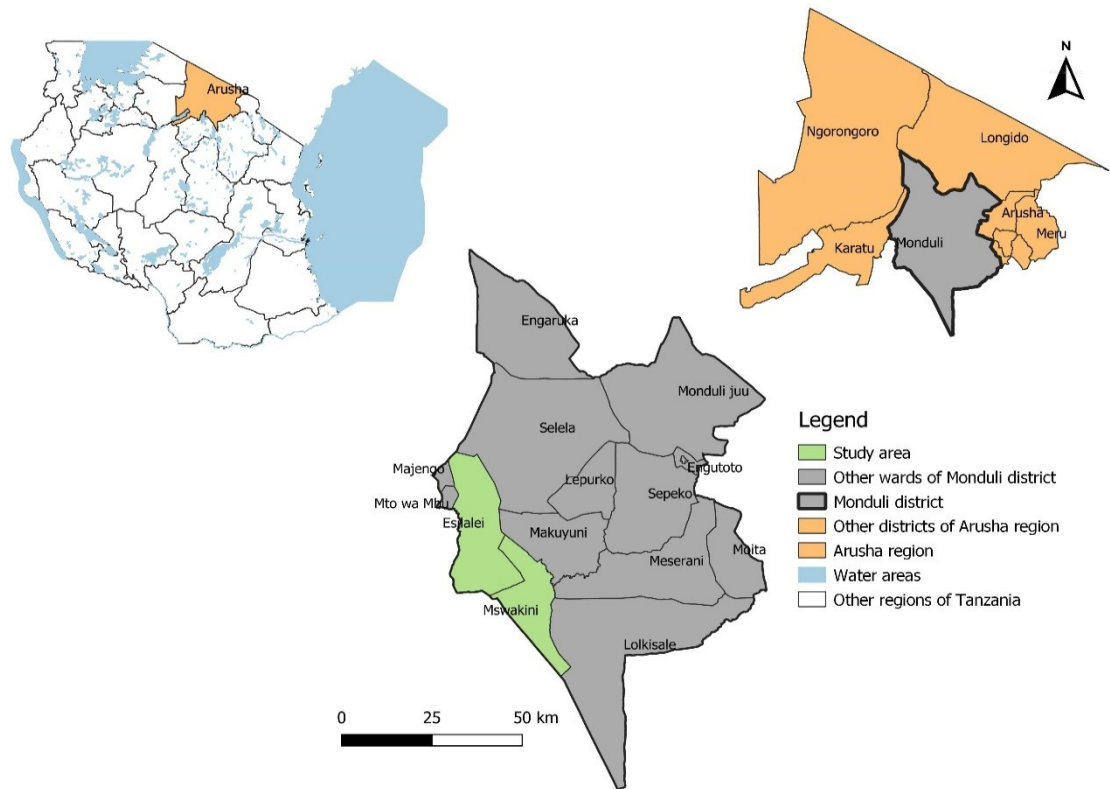 Arusha
N
Ngorongoro
Longido
Arusha
Meru
Karatu
Monduli
Engaruka
Monduli juu
Selela
Majengo
Engutoto
Lepurko
Sepeko
Mto wa Mbu
Esilalei
Makuyuni
Moita
Meserani
Mswakini
Lolkisale
Legend
Study area
Other wards of Monduli district
Monduli district
Other districts of Arusha region
Arusha region
Water areas
Other regions of Tanzania
0 25 50 km